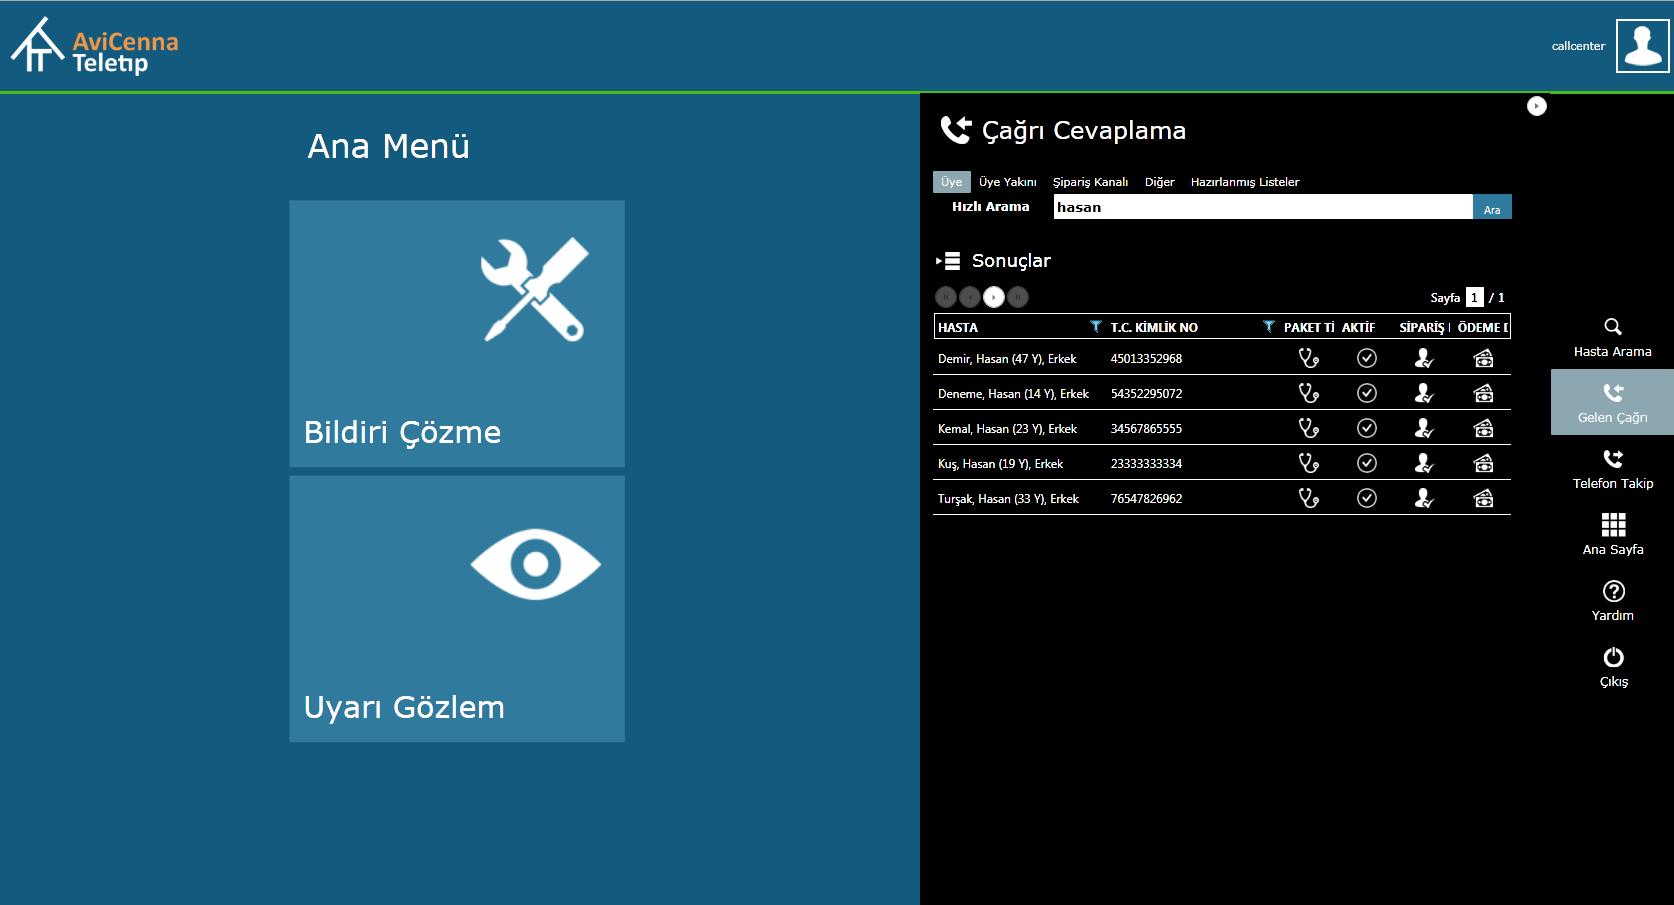 AviCenna
Teletıp
callcenter
Ana Menü
Bildiri Çözme
Uyarı Gözlem
Çağrı Cevaplama
Üye Üye Yakını Şipariş Kanalı Diğer Hazırlanmış Listeler
Hızlı Arama hasan Ara
Sonuçlar
Sayfa 1 / 1
HASTA T.C. KİMLİK NO PAKET Tİ AKTİF SİPARİŞ ÖDEME
Demir, Hasan (47 Y), Erkek 45013352968
Deneme, Hasan (14 Y), Erkek 54352295072
Kemal, Hasan (23 Y), Erkek 34567865555
Kuş, Hasan (19 Y), Erkek 23333333334
Turşak, Hasan (33 Y), Erkek 76547826962
Hasta Arama
Gelen Çağrı
Telefon Takip
Ana Sayfa
Yardım
Çıkış